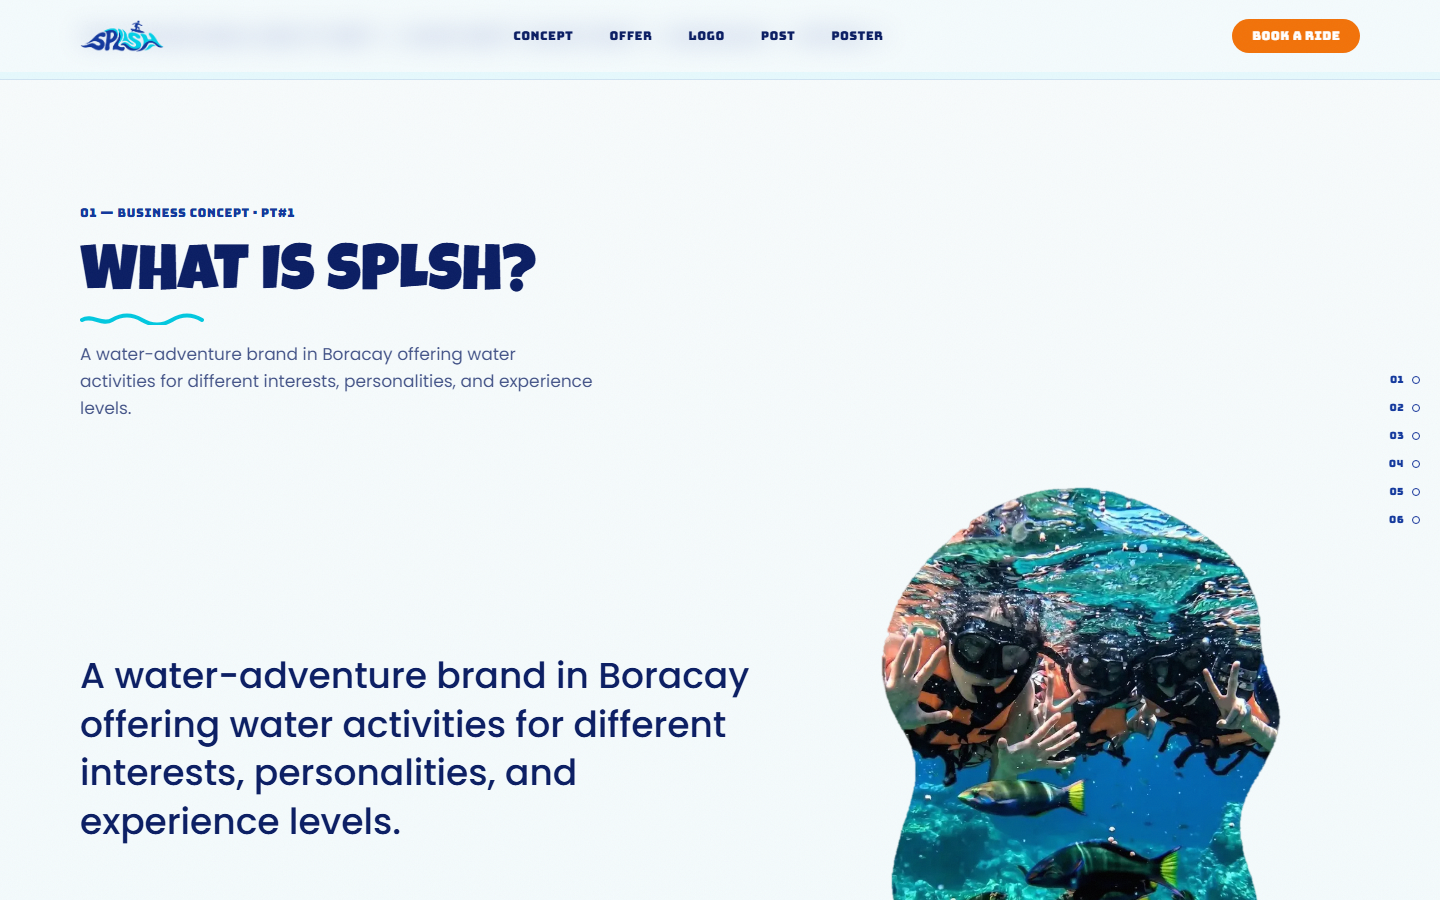 SPLSH
CONCEPT
OFFER
LOGO
POST
POSTER
BOOK A RIDE
01 — BUSINESS CONCEPT • PT#1
WHAT IS SPLSH?
A water-adventure brand in Boracay offering water
activities for different interests, personalities, and experience
levels.
01
02
03
04
05
06
A water-adventure brand in Boracay
offering water activities for different
interests, personalities, and
experience levels.